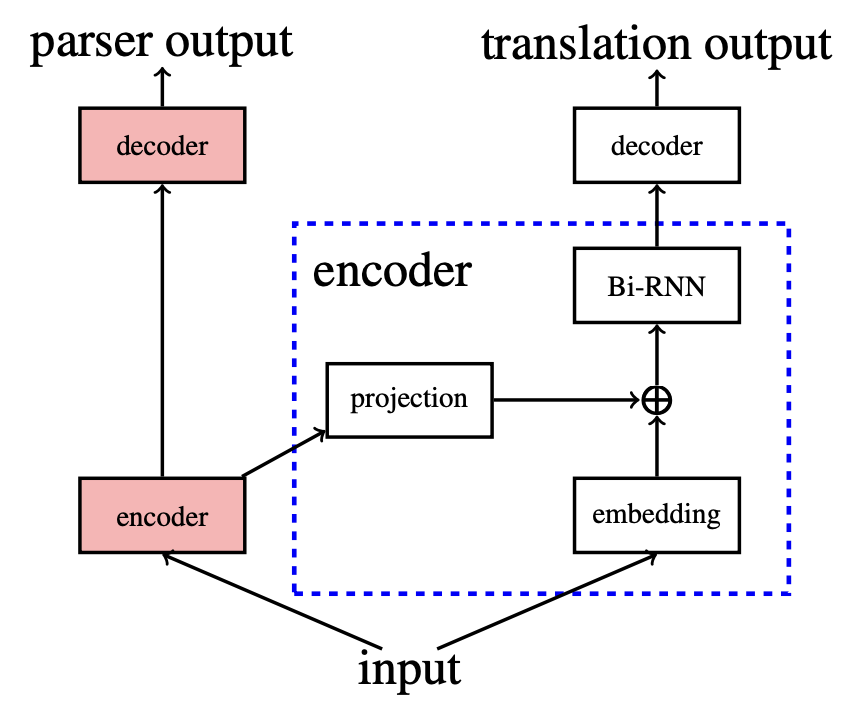 parser output
translation output
decoder
decoder
encoder
Bi-RNN
projection
encoder
embedding
input